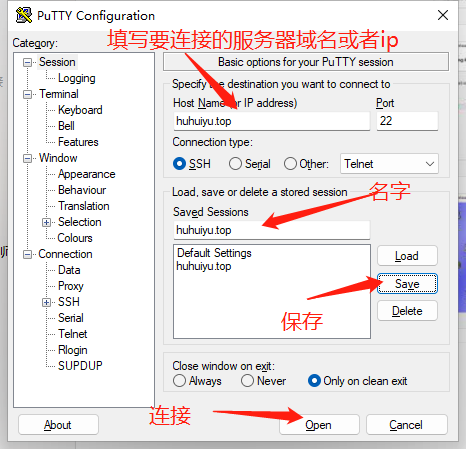 PuTTY Configuration
填写要连接的服务器域名或者ip
Category:
Session
Logging
Terminal
Keyboard
Bell
Features
Window
Appearance
Behaviour
Translation
Selection
Colours
Connection
Data
Proxy
SSH
Serial
Telnet
Rlogin
SUPDUP
Basic options for your PuTTY session
Specify the destination you want to connect to
Host Name (or IP address)
Port
huhuiyu.top
22
Connection type:
SSH
Serial
Other:
Telnet
Load, save or delete a stored session
名字
Saved Sessions
huhuiyu.top
Default Settings
huhuiyu.top
Load
Save
Delete
保存
Close window on exit:
Always
Never
Only on clean exit
连接
About
Open
Cancel